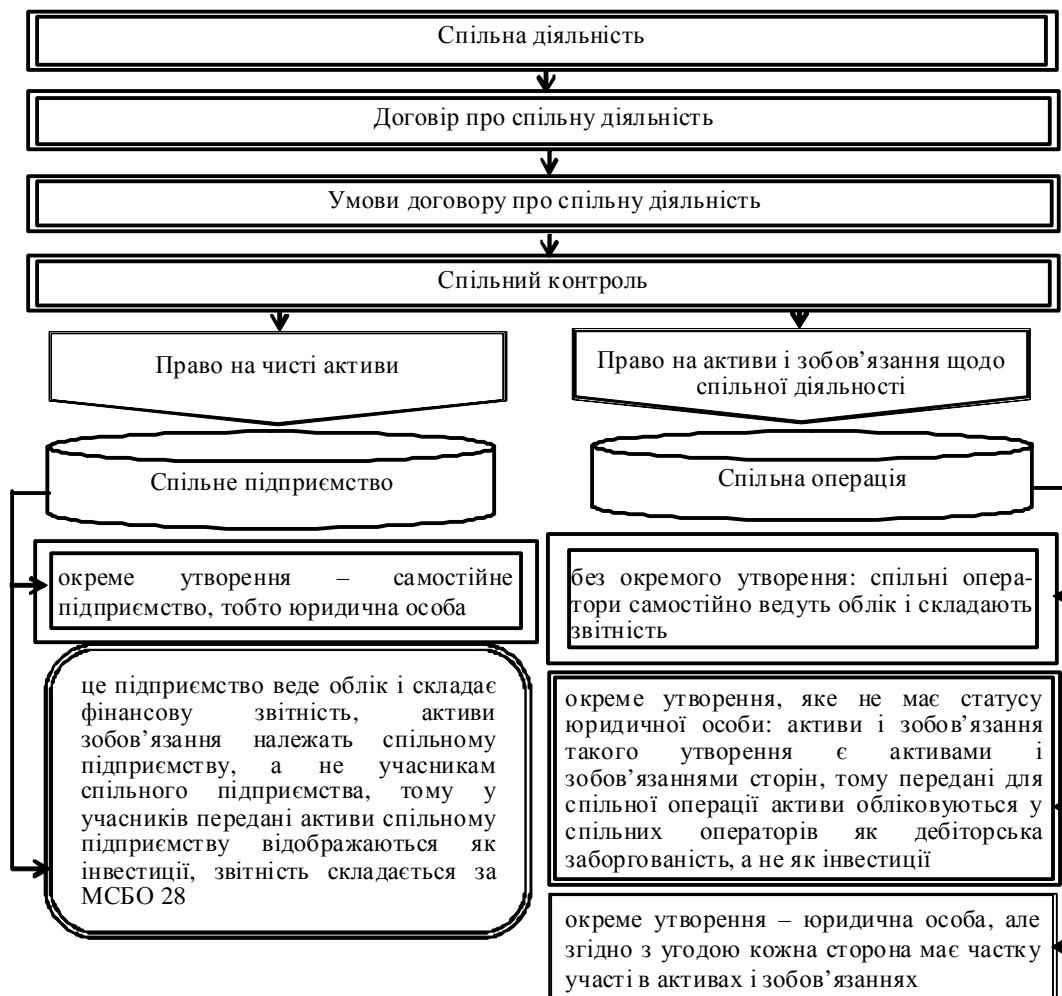 Спільна діяльність
Договір про спільну діяльність
Умови договору про спільну діяльність
Спільний контроль
Право на чисті активи
Право на активи і зобов’язання щодо
спільної діяльності
Спільне підприємство
Спільна операція
окреме утворення – самостійне
підприємство, тобто юридична особа
це підприємство веде облік і складає
фінансову звітність, активи
зобов’язання належать спільному
підприємству, а не учасникам
спільного підприємства, тому у
учасників передані активи спільному
підприємству відображаються як
інвестиції, звітність складається за
МСБО 28
без окремого утворення: спільні опера-
тори самостійно ведуть облік і складають
звітність
окреме утворення, яке не має статусу
юридичної особи: активи і зобов’язання
такого утворення є активами і
зобов’язаннями сторін, тому передані для
спільної операції активи обліковуються у
спільних операторів як дебіторська
заборгованість, а не як інвестиції
окреме утворення – юридична особа, але
згідно з угодою кожна сторона має частку
участі в активах і зобов’язаннях